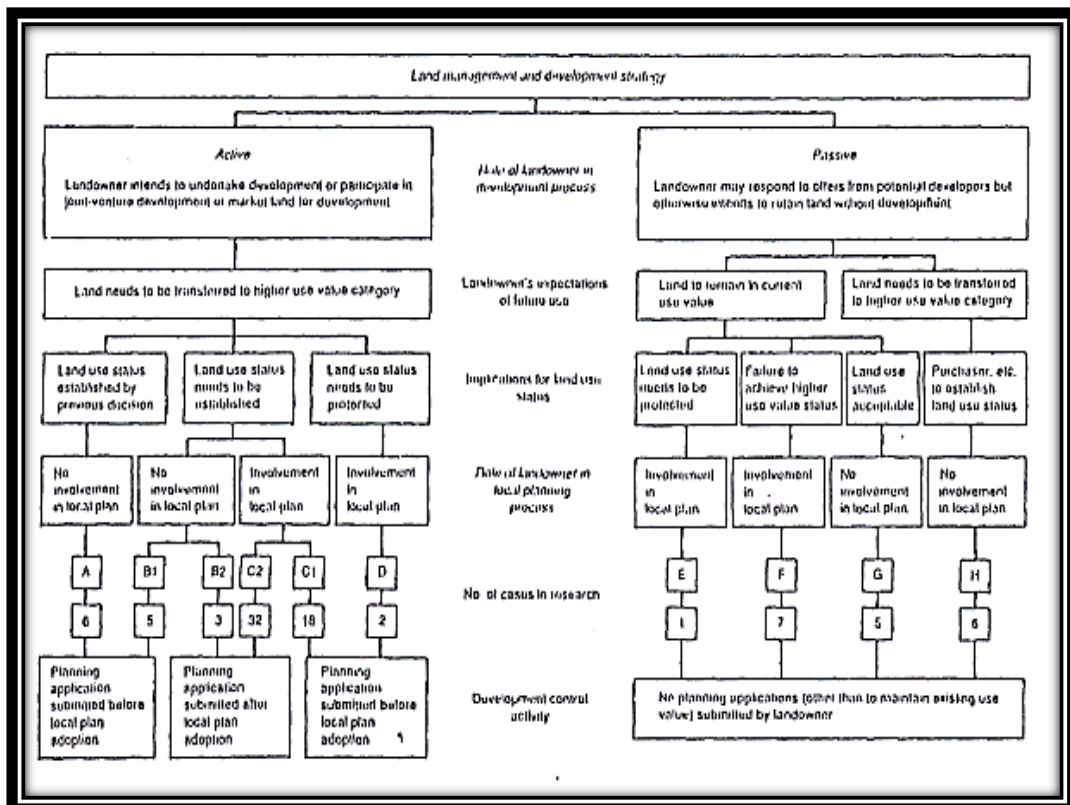 Land management and development strategy
Active
Landowner intends to undertake development or participate in
joint-venture development or market land for development
Role of landowner in
development process
Passive
Landowner may respond to offers from potential developers but
otherwise intends to retain land without development
Land needs to be transferred to higher use value category
Landowner's expectations
of future use
Land to remain in current
use value
Land needs to be transferred
to higher use value category
Land use status
established by
previous decision
Land use status
needs to be
established
Land use status
needs to be
protected
Implications for land use
status
Land use status
needs to be
protected
Failure to
achieve higher
use value status
Land use
status
acceptable
Purchaser, etc.
to establish
land use status
No
involvement
in local plan
No
involvement
in local plan
Involvement
in
local plan
Involvement
in
local plan
Role of landowner in
local planning
process
Involvement
in
local plan
Involvement
in
local plan
No
involvement
in local plan
No
involvement
in local plan
A
B1
B2
C2
C1
D
No. of cases in research
E
F
G
H
6
5
3
32
18
2
1
7
5
6
Planning
application
submitted before
local plan
adoption
Planning
application
submitted after
local plan
adoption
Planning
application
submitted before
local plan
adoption
Development control
activity
No planning applications (other than to maintain existing use
value) submitted by landowner